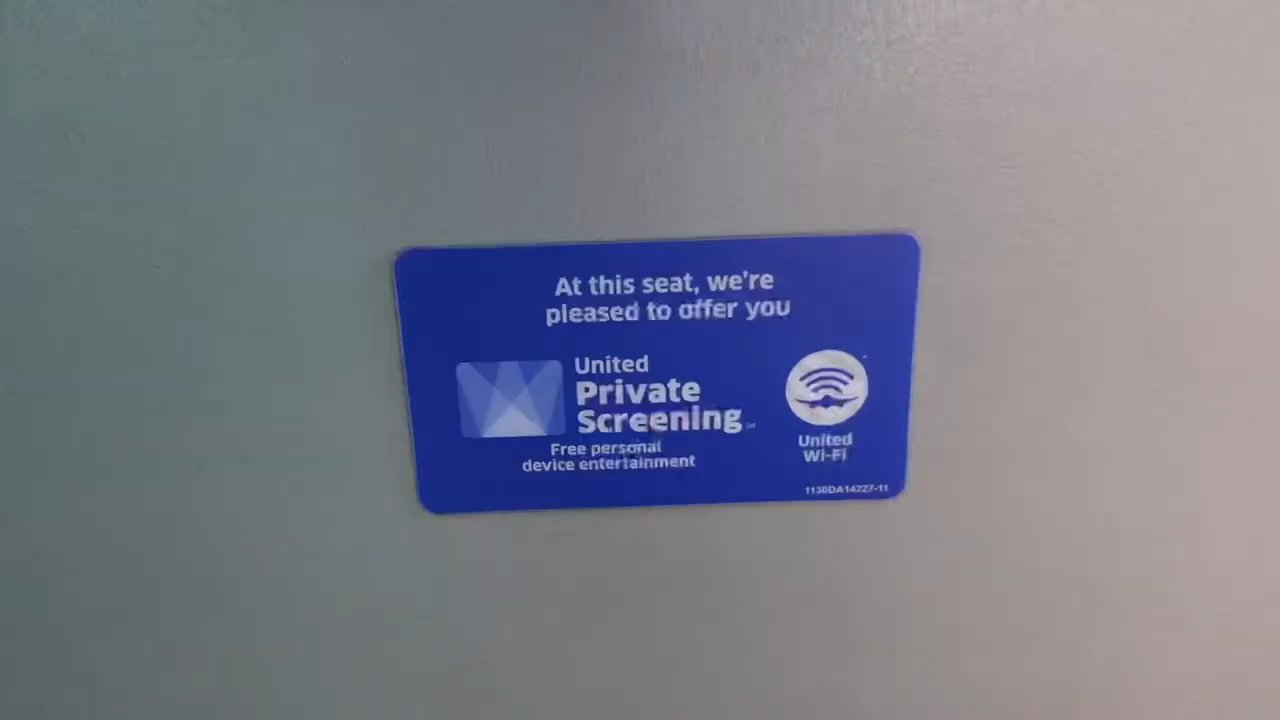 At this seat, we're
pleased to offer you
United
Private
Screening
Free personal
device entertainment
United
Wi-Fi
1130DA14227-11